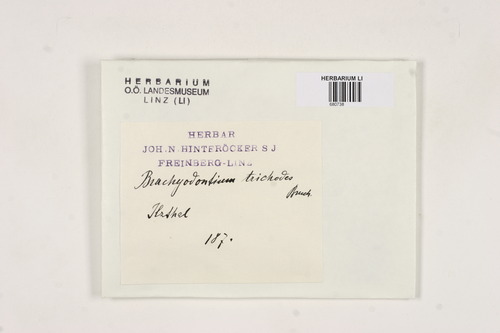 HERBARIUM
O.Ö. LANDESMUSEUM
LINZ (LI)
HERBARIUM LI
HERBAR
JOH. N. HINTERÖCKER S J
FREINBERG-LINZ
Brachyodontium trichodes
Bruch.
187.